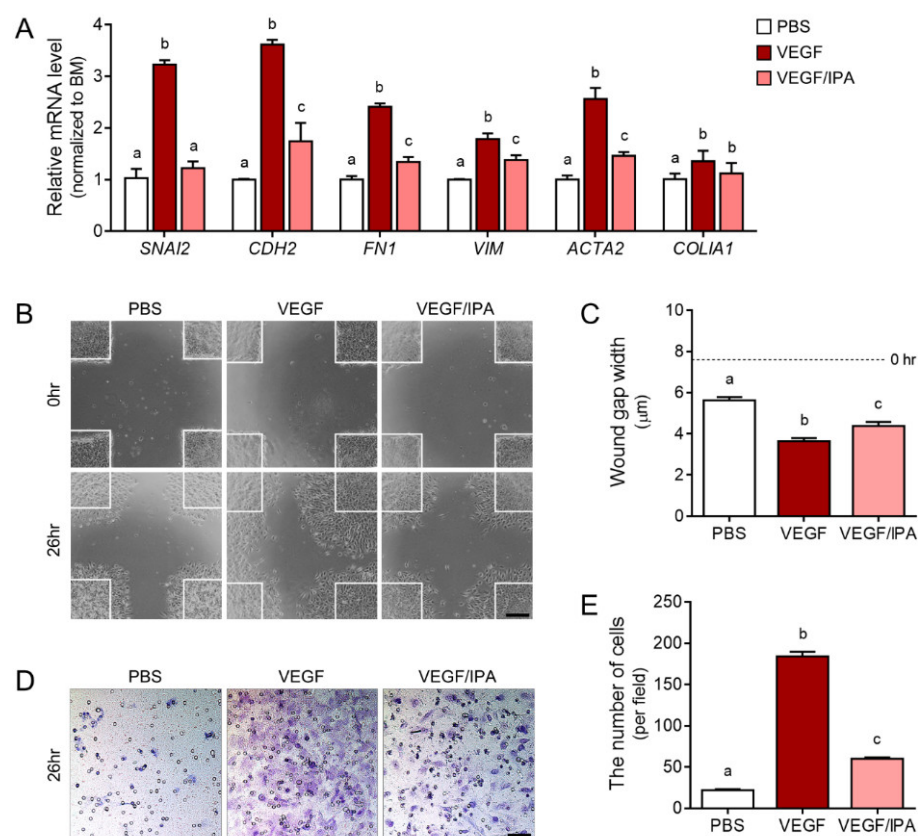 A
Relative mRNA level
(normalized to BM)
4
3
2
1
0
a b a
a b c
a b c
a b c
a b c
a b b
SNAI2 CDH2 FN1 VIM ACTA2 COLIA1
PBS
VEGF
VEGF/IPA
B
PBS VEGF VEGF/IPA
0hr
26hr
C
Wound gap width
(μm)
10
8
6
4
2
0
0 hr
a b c
PBS VEGF VEGF/IPA
D
PBS VEGF VEGF/IPA
26hr
E
The number of cells
(per field)
250
200
150
100
50
0
a b c
PBS VEGF VEGF/IPA